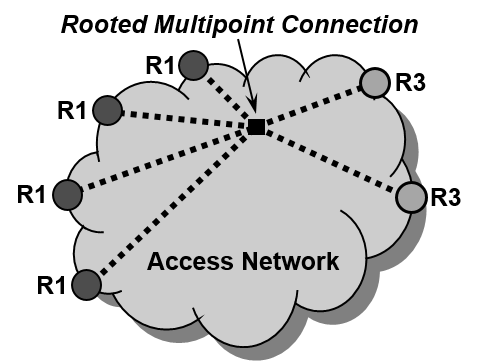 Rooted Multipoint Connection
R1
R3
R1
R1
R3
Access Network
R1